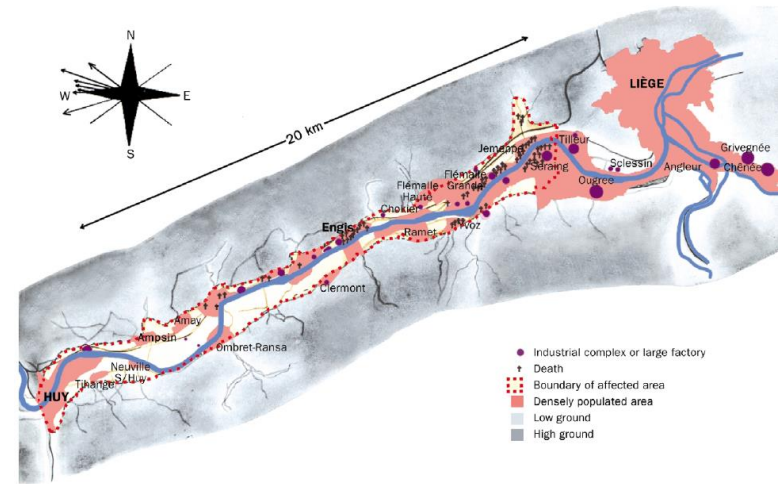 N
W
E
S
20 km
LIÈGE
Jemeppe
Tilleur
Seraing
Sclessin
Ougrée
Angleur
Grivegnée
Chênée
Flémalle
Grande
Flémalle
Haute
Chokier
Engis
Ramet
Yvoz
Clermont
Amay
Ampsin
Ombret-Ransa
Neuville
S/Huy
Tihange
HUY
Industrial complex or large factory
Death
Boundary of affected area
Densely populated area
Low ground
High ground